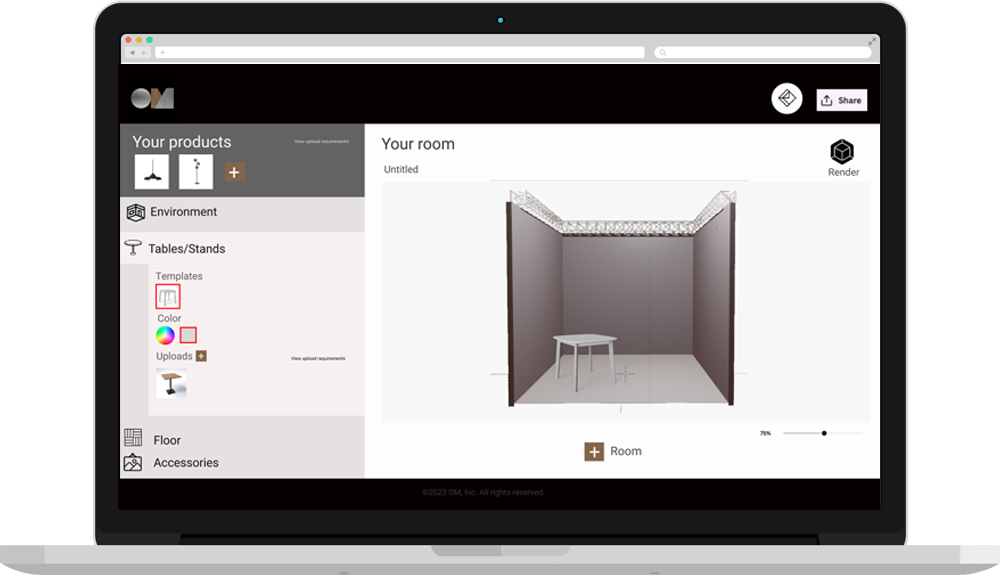 OM
Share
Your products
View upload requirements
Environment
Tables/Stands
Templates
Color
Uploads
View upload requirements
Floor
Accessories
Your room
Untitled
Render
75%
Room
©2022 OM, Inc. All rights reserved.